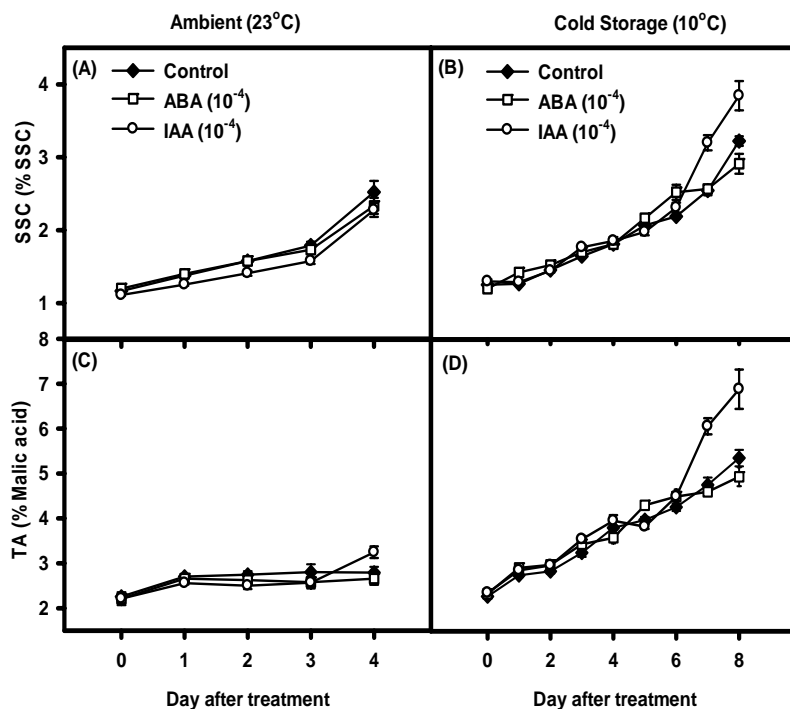 Ambient (23°C)
Cold Storage (10°C)
(A)
Control
ABA (10⁻⁴)
IAA (10⁻⁴)
(B)
Control
ABA (10⁻⁴)
IAA (10⁻⁴)
SSC (% SSC)
4
3
2
1
8
(C)
(D)
TA (% Malic acid)
7
6
5
4
3
2
0 1 2 3 4
0 2 4 6 8
Day after treatment
Day after treatment